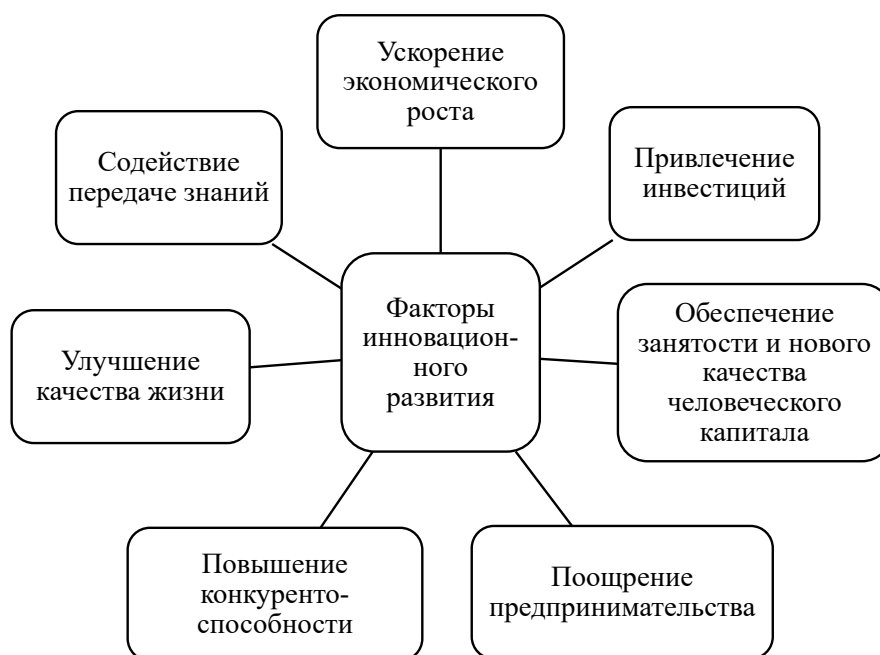 Ускорение
экономического
роста
Содействие
передаче знаний
Привлечение
инвестиций
Факторы
инновацион-
ного
развития
Обеспечение
занятости и нового
качества
человеческого
капитала
Улучшение
качества жизни
Повышение
конкуренто-
способности
Поощрение
предпринимательства